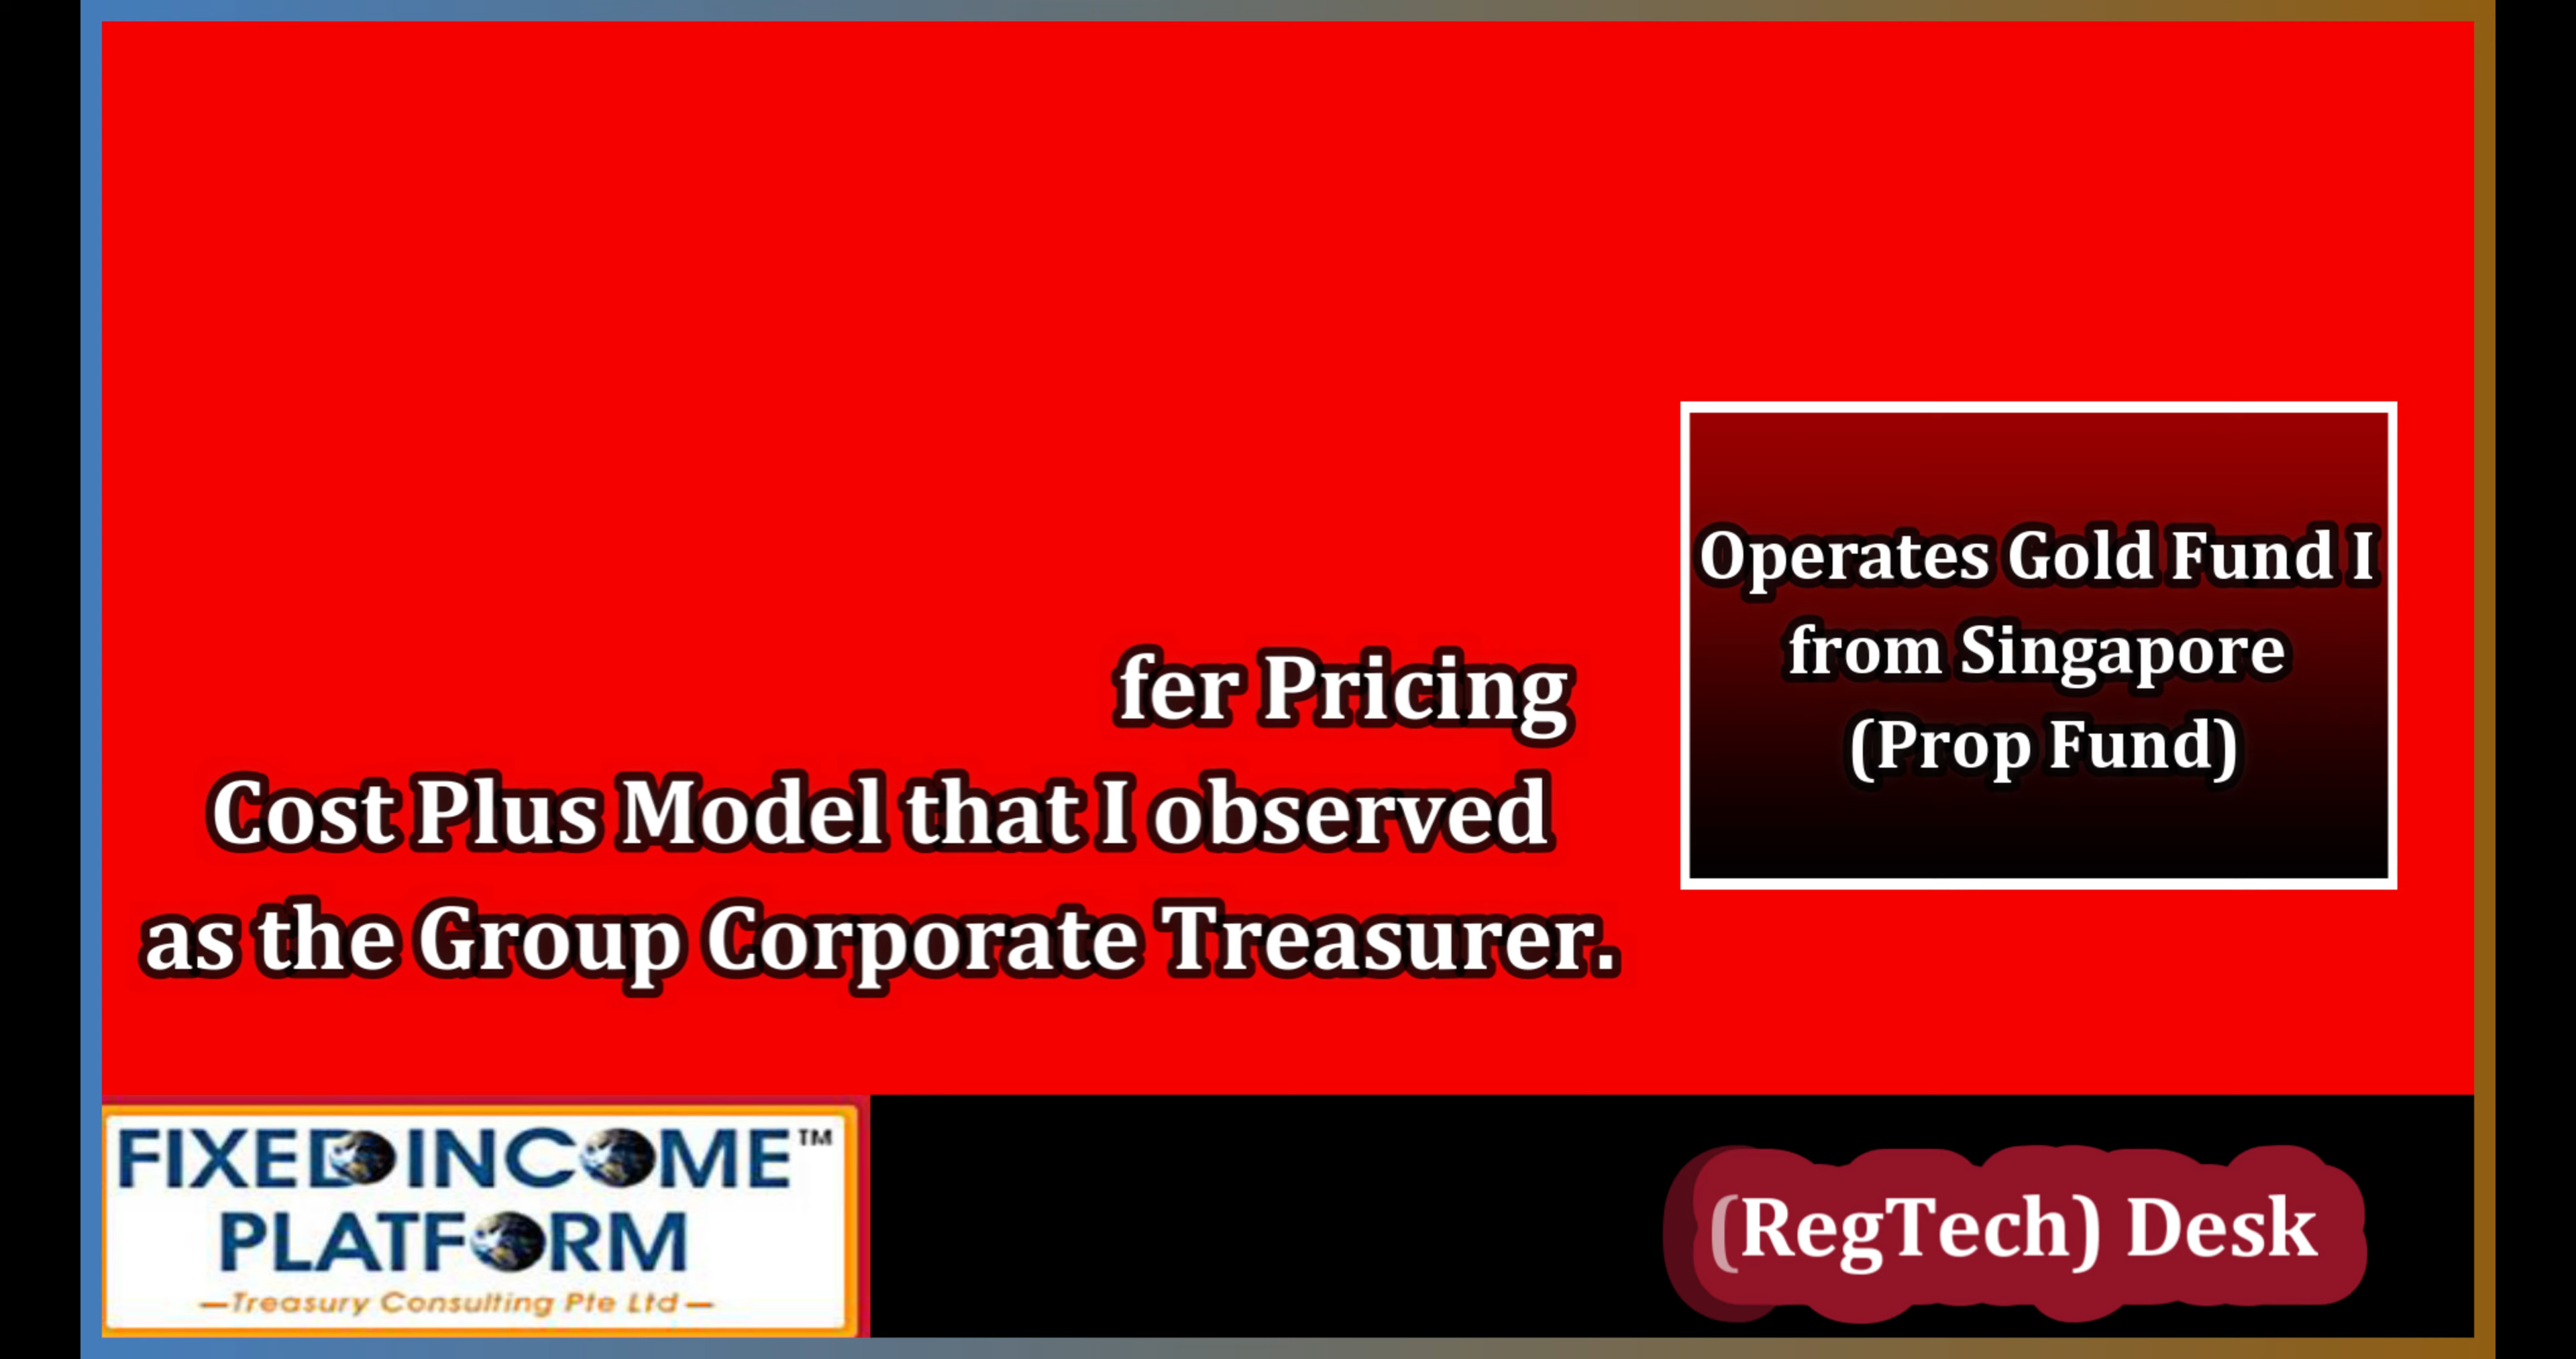 fer Pricing
Cost Plus Model that I observed
as the Group Corporate Treasurer.
Operates Gold Fund I
from Singapore
(Prop Fund)
FIXED INCOME™
PLATFORM
—Treasury Consulting Pte Ltd—
(RegTech) Desk